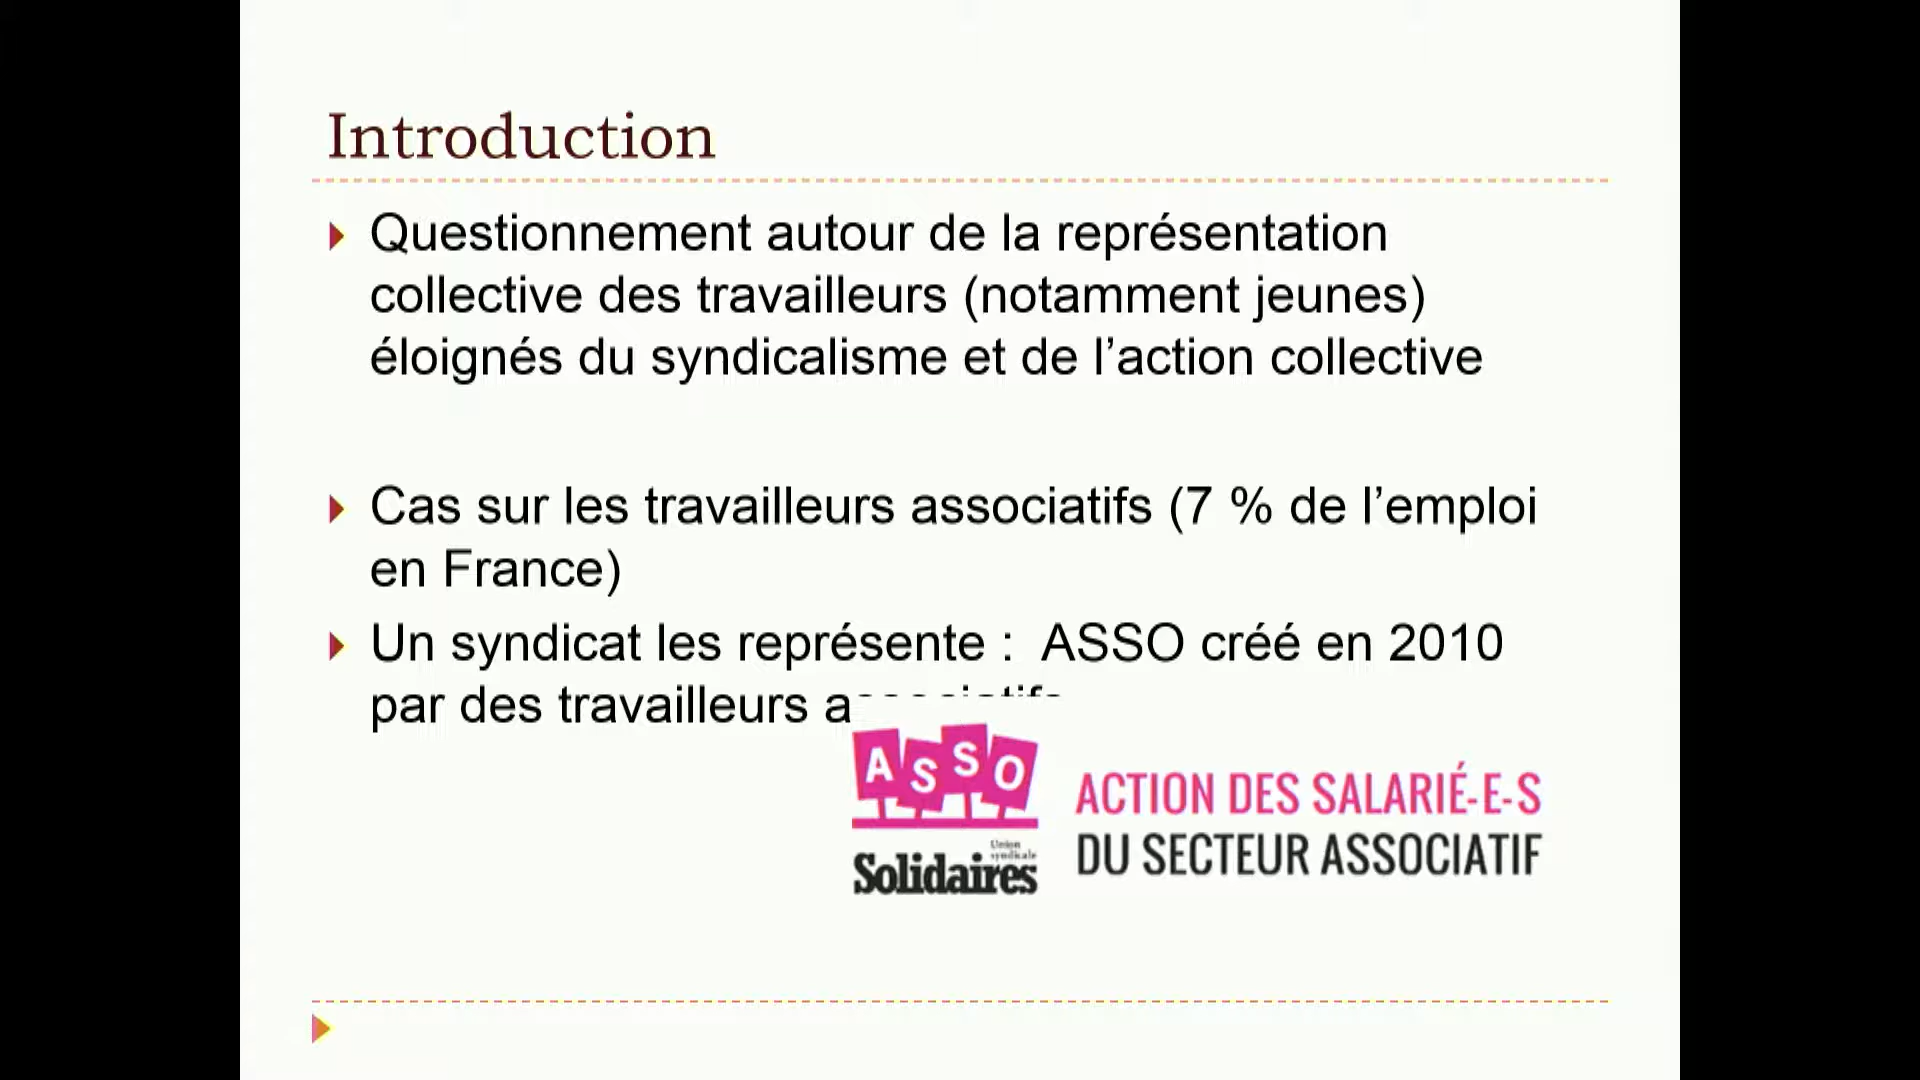 Introduction
Questionnement autour de la représentation
collective des travailleurs (notamment jeunes)
éloignés du syndicalisme et de l’action collective
Cas sur les travailleurs associatifs (7 % de l’emploi
en France)
Un syndicat les représente :  ASSO créé en 2010
par des travailleurs
ASSO
Union
syndicale
Solidaires
ACTION DES SALARIÉ-E-S
DU SECTEUR ASSOCIATIF